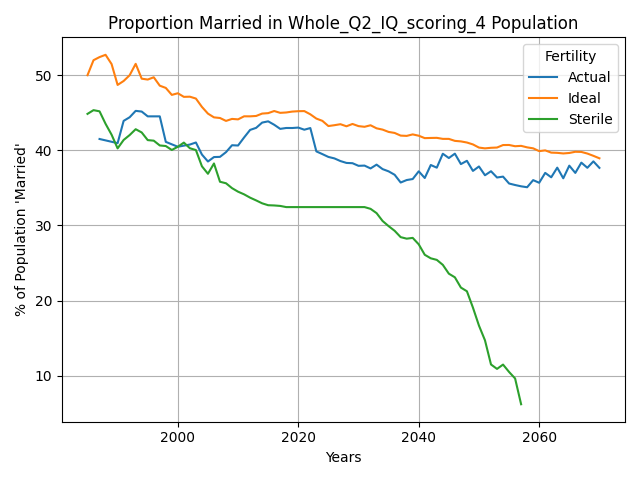 Proportion Married in Whole_Q2_IQ_scoring_4 Population
% of Population 'Married'
50
40
30
20
10
Fertility
Actual
Ideal
Sterile
2000 2020 2040 2060
Years